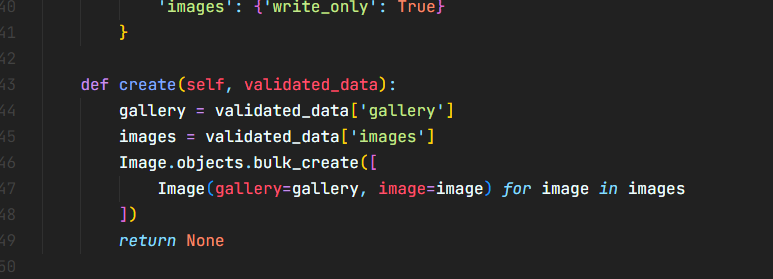 40 'images': {'write_only': True}
41 }
42
43 def create(self, validated_data):
44 gallery = validated_data['gallery']
45 images = validated_data['images']
46 Image.objects.bulk_create([
47 Image(gallery=gallery, image=image) for image in images
48 ])
49 return None
50